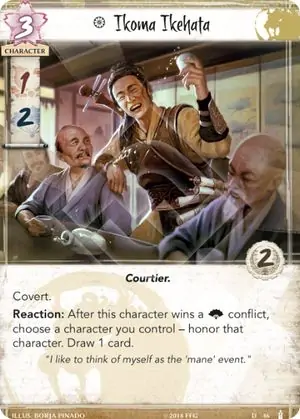 3
Ikoma Ikehata
CHARACTER
1
2
2
Courtier.
Covert.
Reaction: After this character wins a conflict,
choose a character you control – honor that
character. Draw 1 card.
"I like to think of myself as the 'mane' event."
ILLUS. BORJA PINADO
©2018 FFG
D 46